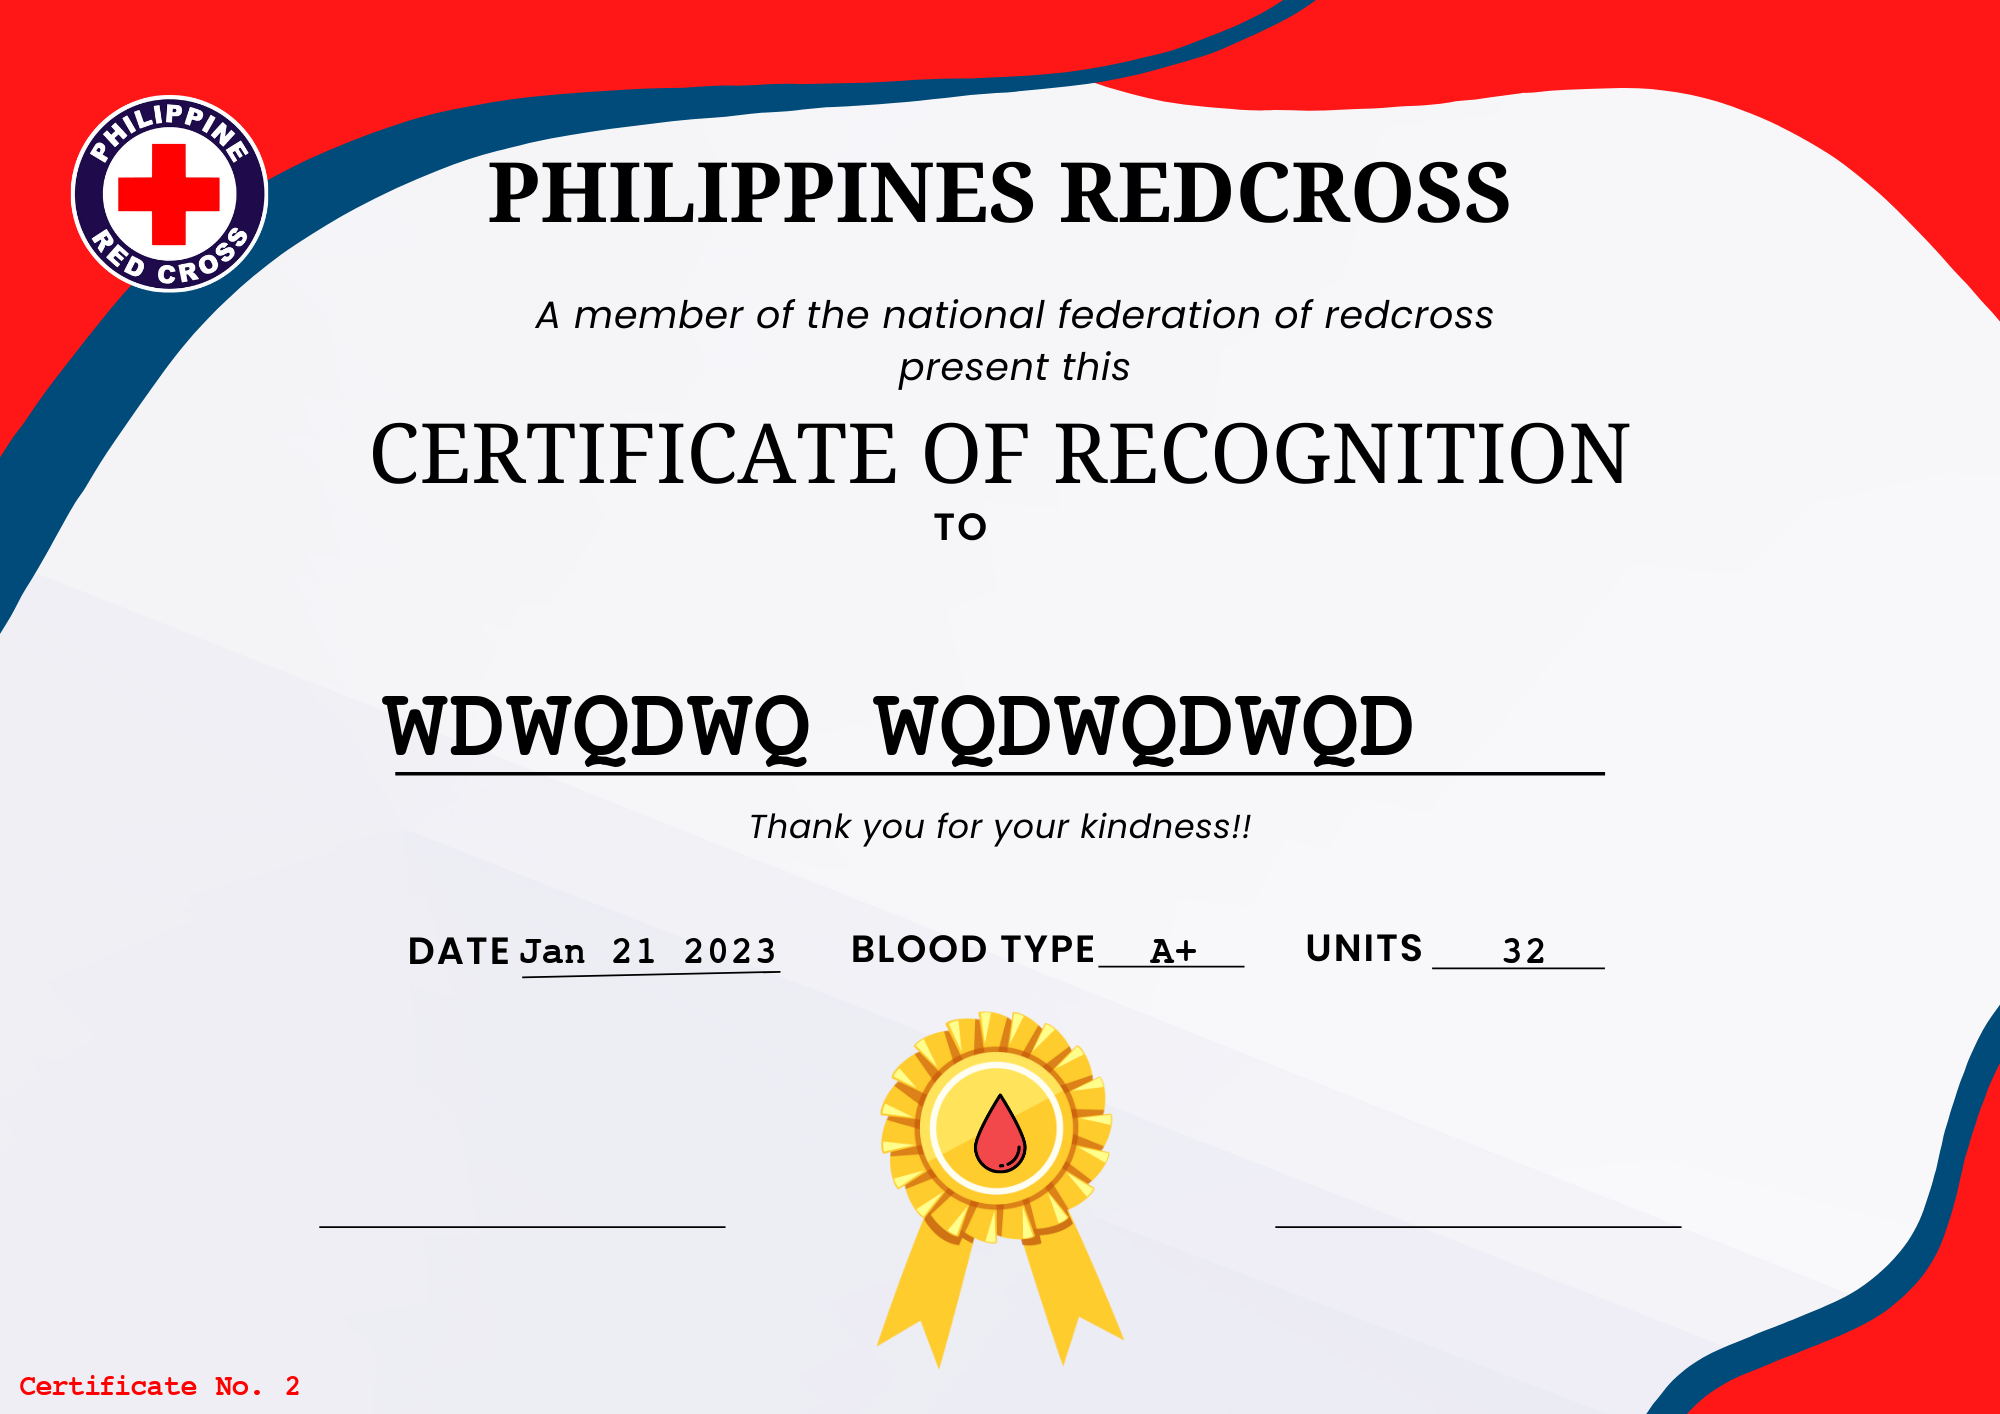 PHILIPPINE
RED CROSS
PHILIPPINES REDCROSS
A member of the national federation of redcross
present this
CERTIFICATE OF RECOGNITION
TO
WDWQDWQ WQDWQDWQD
Thank you for your kindness!!
DATE Jan 21 2023 BLOOD TYPE A+ UNITS 32
Certificate No. 2